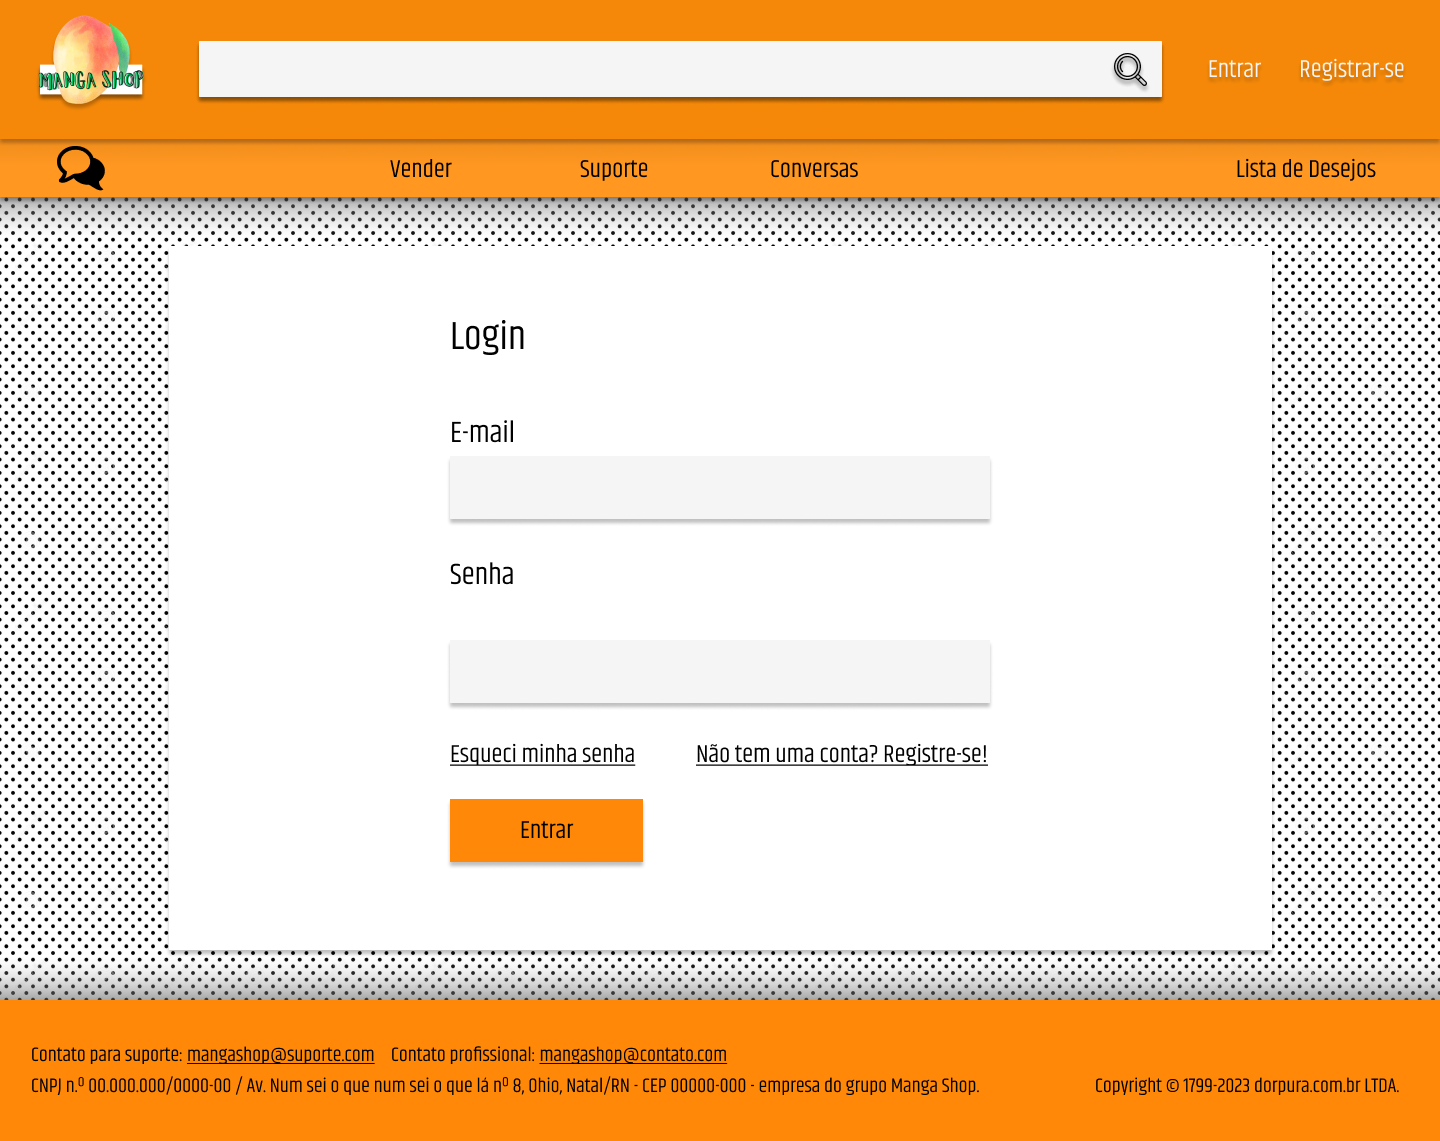 MANGA SHOP
Entrar Registrar-se
Vender Suporte Conversas Lista de Desejos
Login
E-mail
Senha
Esqueci minha senha Não tem uma conta? Registre-se!
Entrar
Contato para suporte: mangashop@suporte.com Contato profissional: mangashop@contato.com
CNPJ n.º 00.000.000/0000-00 / Av. Num sei o que num sei o que lá nº 8, Ohio, Natal/RN - CEP 00000-000 - empresa do grupo Manga Shop. Copyright © 1799-2023 dorpura.com.br LTDA.